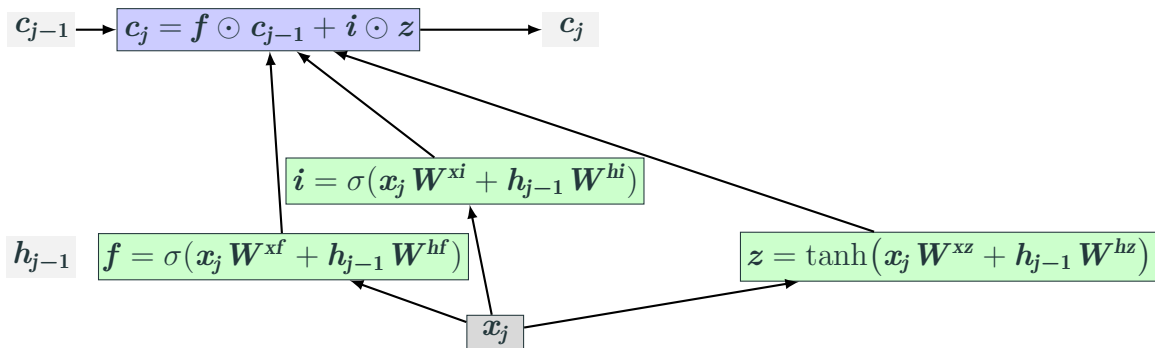 c_{j-1} c_j = f ⊙ c_{j-1} + i ⊙ z c_j
i = σ(x_j W^{xi} + h_{j-1} W^{hi})
h_{j-1} f = σ(x_j W^{xf} + h_{j-1} W^{hf}) z = tanh(x_j W^{xz} + h_{j-1} W^{hz})
x_j